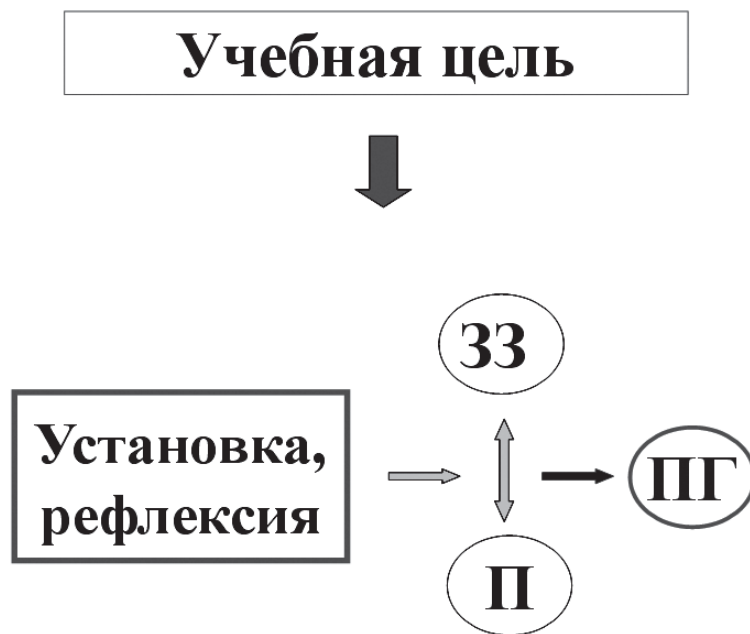 Учебная цель
ЗЗ
Установка,
рефлексия
ПГ
П